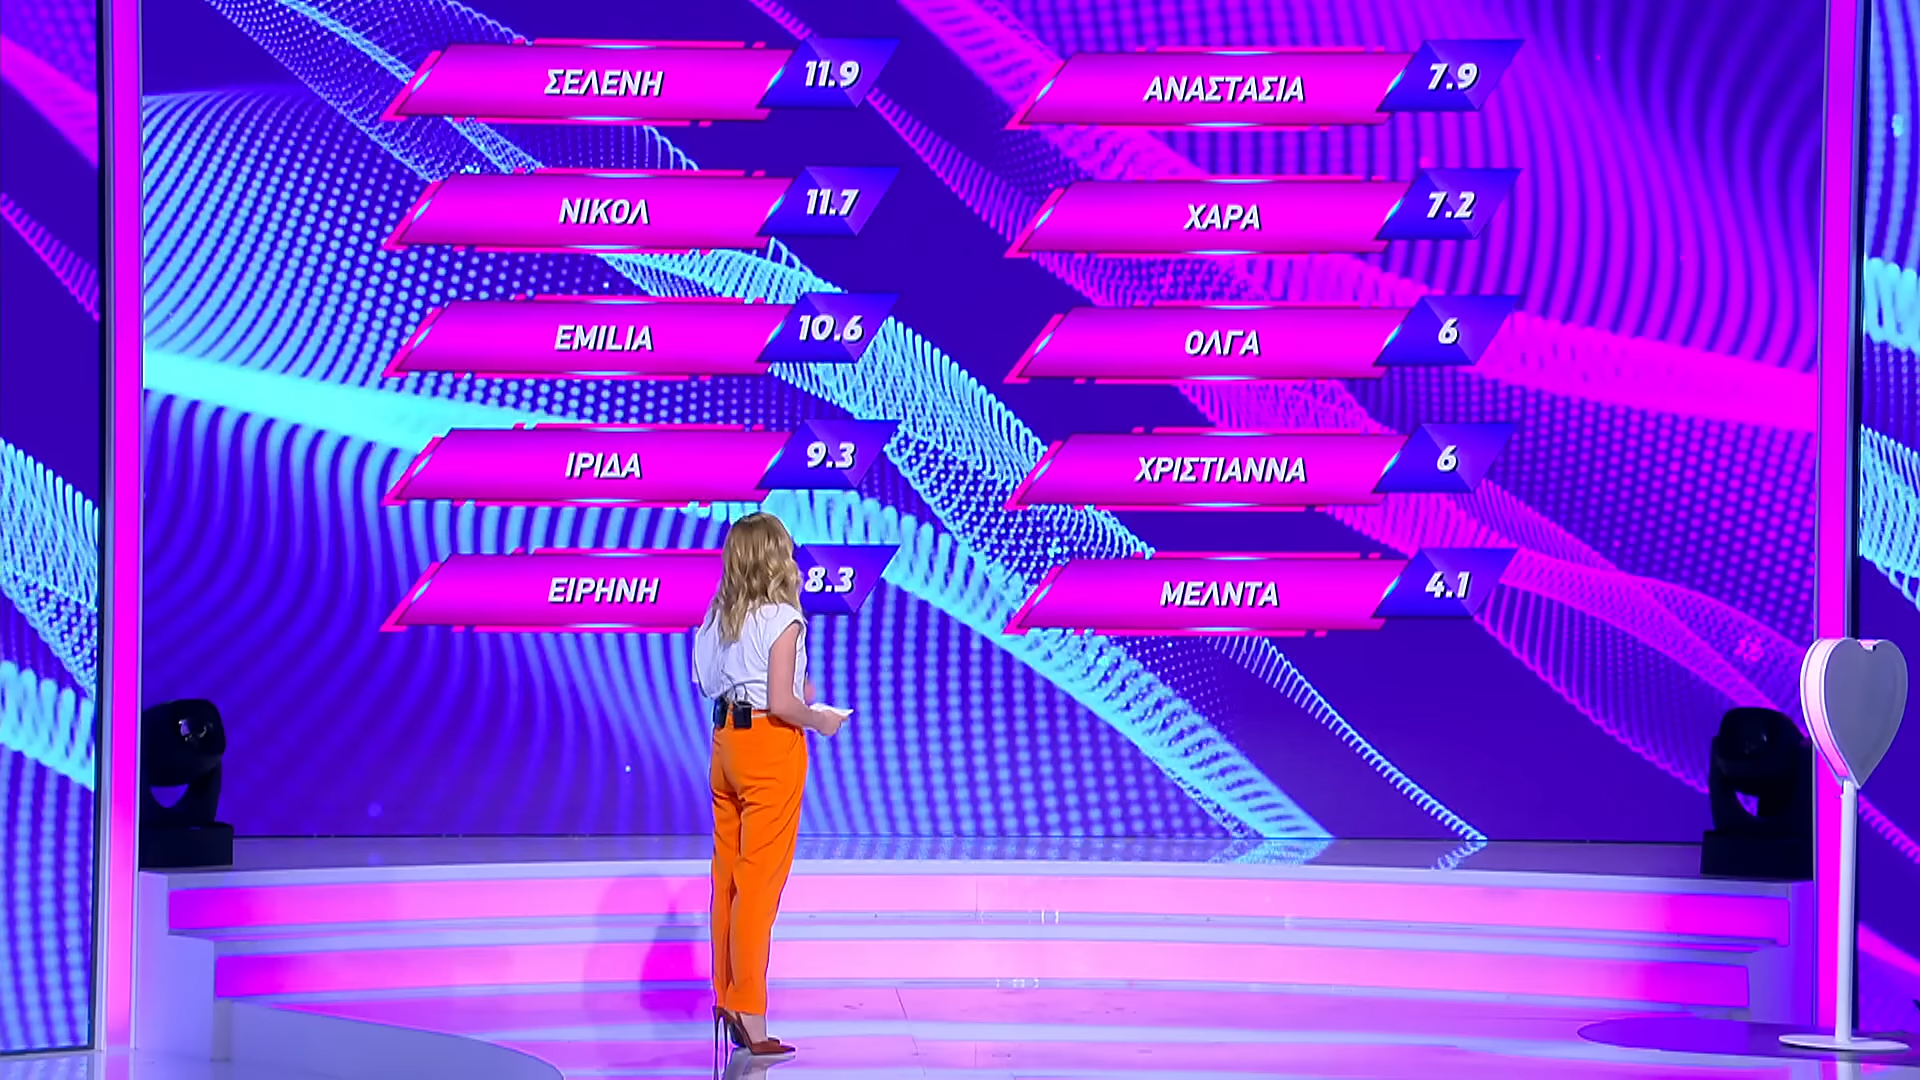 ΣΕΛΕΝΗ 11.9
ΝΙΚΟΛ 11.7
EMILIA 10.6
ΙΡΙΔΑ 9.3
ΕΙΡΗΝΗ 8.3
ΑΝΑΣΤΑΣΙΑ 7.9
ΧΑΡΑ 7.2
ΟΛΓΑ 6
ΧΡΙΣΤΙΑΝΝΑ 6
ΜΕΛΝΤΑ 4.1